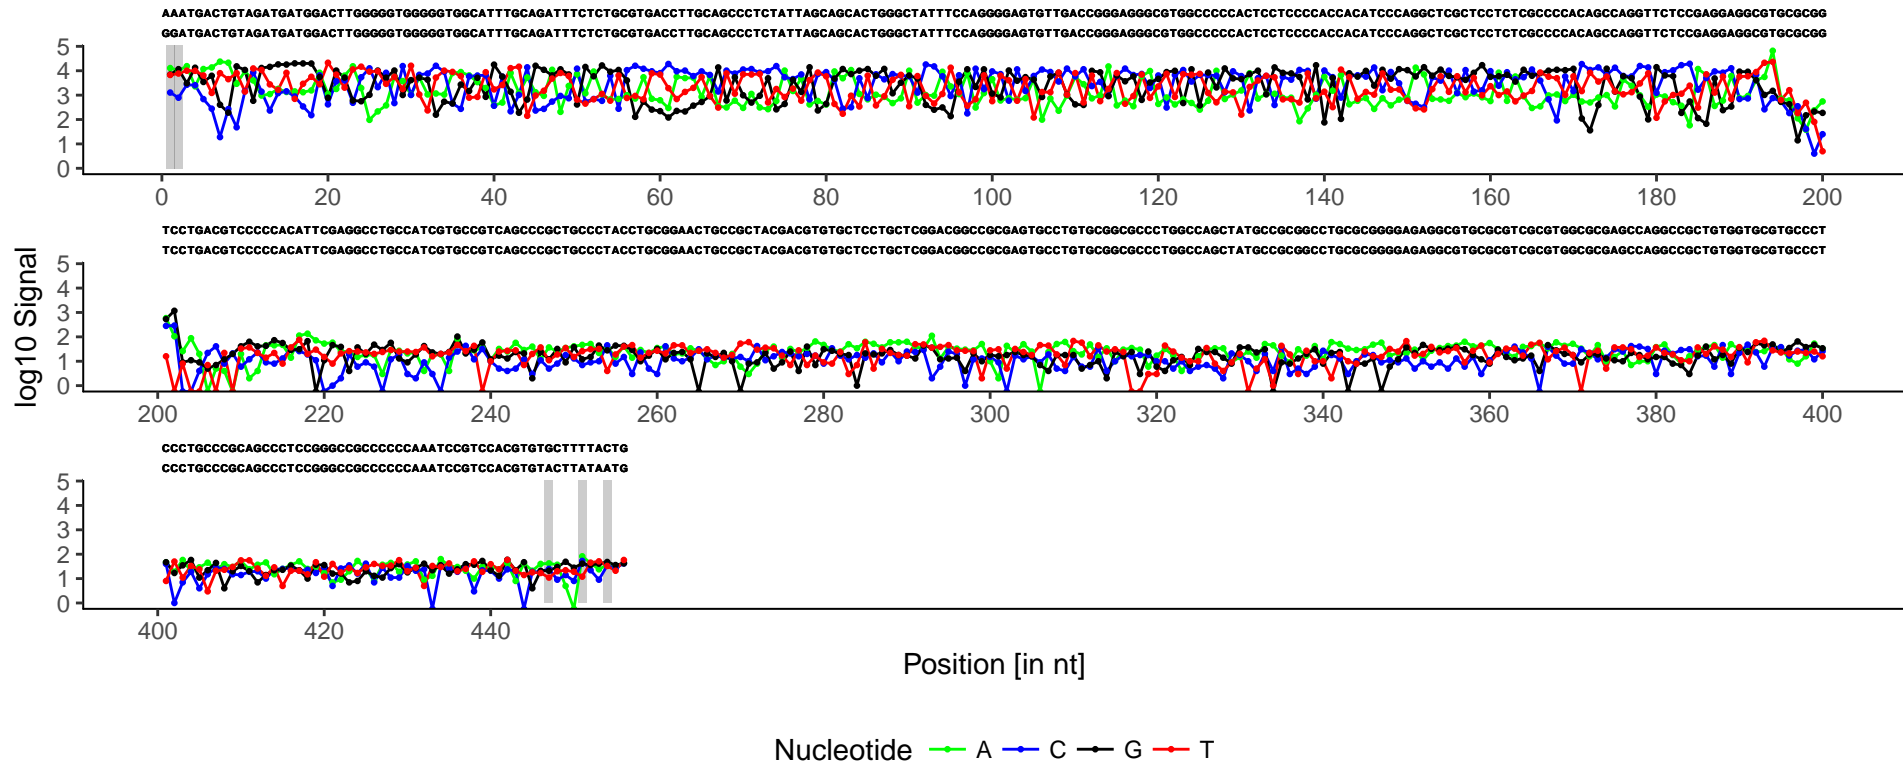 AAATGACTGTAGATGATGGACTTGGGGGTGGGGGTGGCATTTGCAGATTTCTCTGCGTGACCTTGCAGCCCTCTATTAGCAGCACTGGGCTATTTCCAGGGGAGTGTTGACCGGGAGGGCGTGGCCCCCACTCCTCCCCACCACATCCCAGGCTCGCTCCTCTCGCCCCACAGCCAGGTTCTCCGAGGAGGCGTGCGCGG
GGATGACTGTAGATGATGGACTTGGGGGTGGGGGTGGCATTTGCAGATTTCTCTGCGTGACCTTGCAGCCCTCTATTAGCAGCACTGGGCTATTTCCAGGGGAGTGTTGACCGGGAGGGCGTGGCCCCCACTCCTCCCCACCACATCCCAGGCTCGCTCCTCTCGCCCCACAGCCAGGTTCTCCGAGGAGGCGTGCGCGG
5
4
3
2
1
0
0 20 40 60 80 100 120 140 160 180 200
TCCTGACGTCCCCCACATTCGAGGCCTGCCATCGTGCCGTCAGCCCGCTGCCCTACCTGCGGAACTGCCGCTACGACGTGTGCTCCTGCTCGGACGGCCGCGAGTGCCTGTGCGGCGCCCTGGCCAGCTATGCCGCGGCCTGCGCGGGGAGAGGCGTGCGCGTCGCGTGGCGCGAGCCAGGCCGCTGTGGTGCGTGCCCT
TCCTGACGTCCCCCACATTCGAGGCCTGCCATCGTGCCGTCAGCCCGCTGCCCTACCTGCGGAACTGCCGCTACGACGTGTGCTCCTGCTCGGACGGCCGCGAGTGCCTGTGCGGCGCCCTGGCCAGCTATGCCGCGGCCTGCGCGGGGAGAGGCGTGCGCGTCGCGTGGCGCGAGCCAGGCCGCTGTGGTGCGTGCCCT
5
4
3
2
1
0
200 220 240 260 280 300 320 340 360 380 400
CCCTGCCCGCAGCCCTCCGGGCCGCCCCCCAAATCCGTCCACGTGTGCTTTTACTG
CCCTGCCCGCAGCCCTCCGGGCCGCCCCCCAAATCCGTCCACGTGTACTTATAATG
5
4
3
2
1
0
400 420 440
log10 Signal
Position [in nt]
Nucleotide A C G T